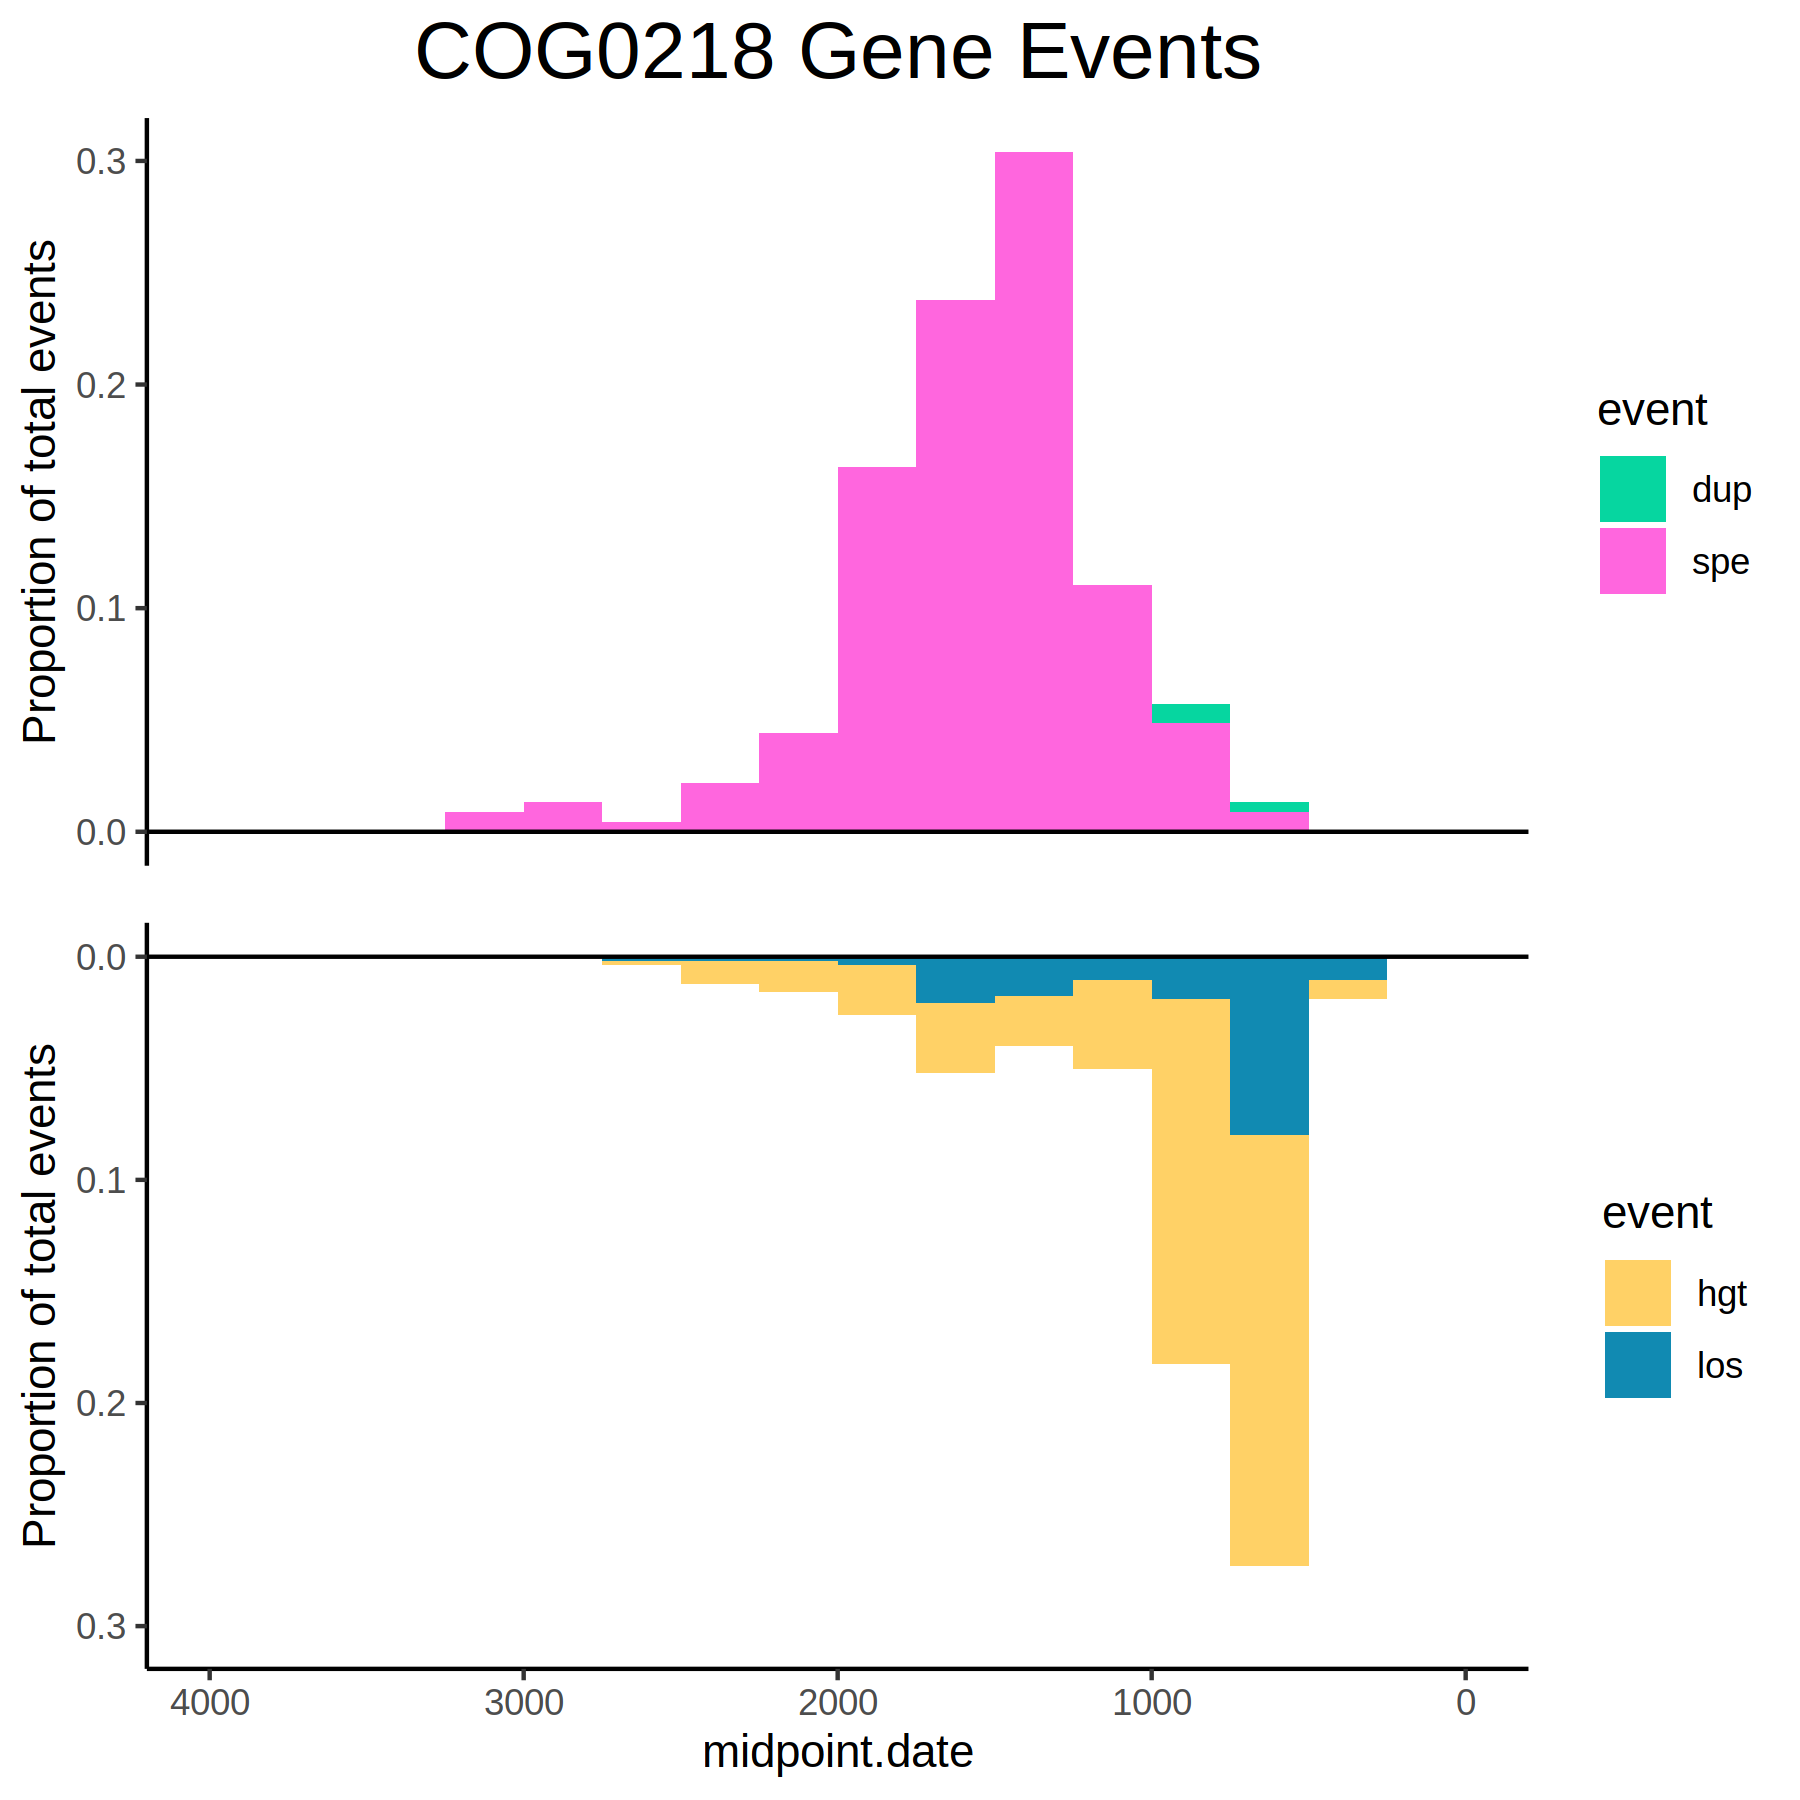 COG0218 Gene Events
Proportion of total events
0.3
0.2
0.1
0.0
event
dup
spe
Proportion of total events
0.0
0.1
0.2
0.3
event
hgt
los
4000 3000 2000 1000 0
midpoint.date